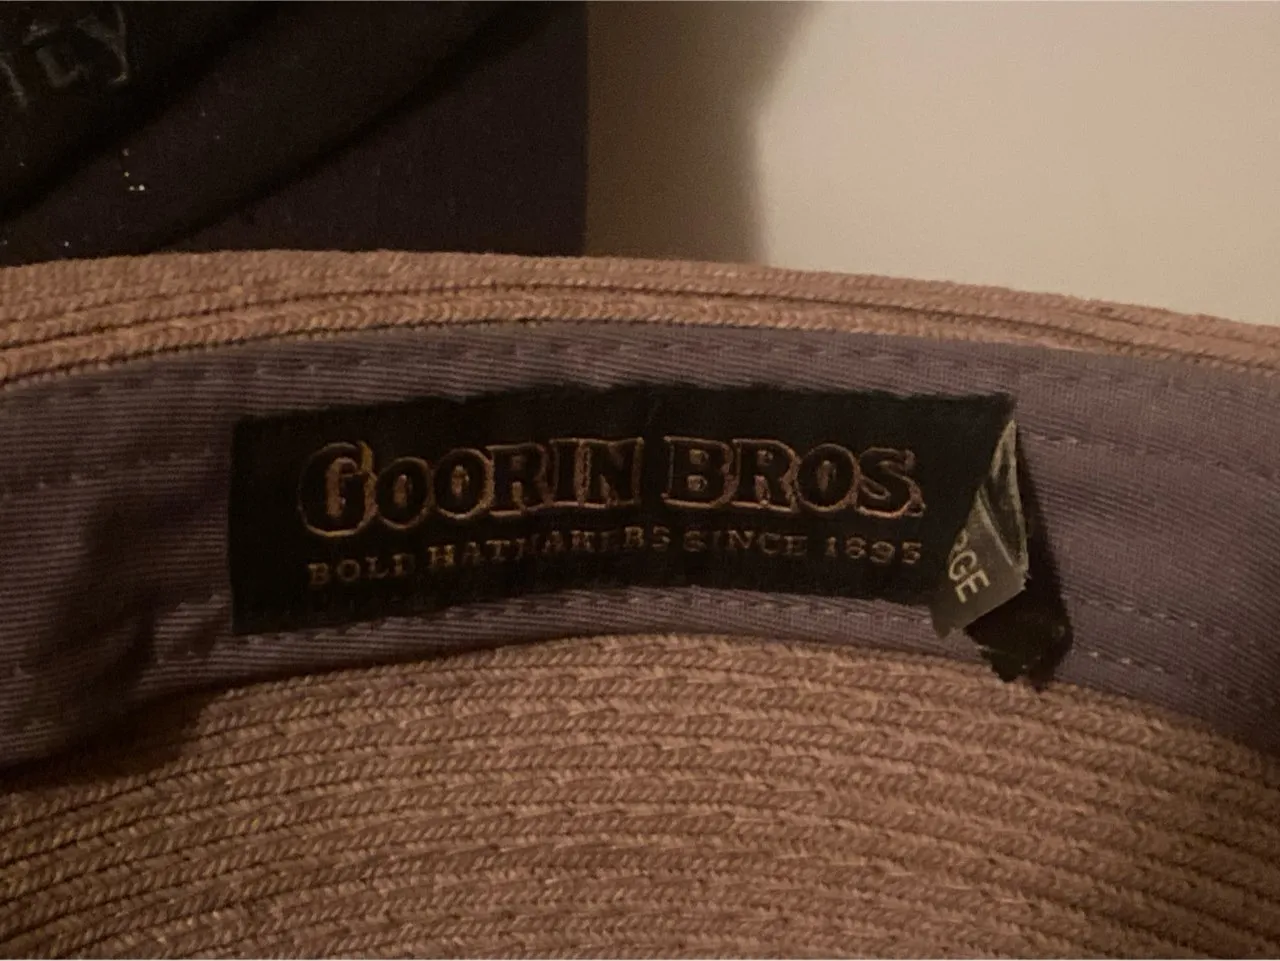 GOORIN BROS.
BOLD HATMAKERS SINCE 1895
RGE